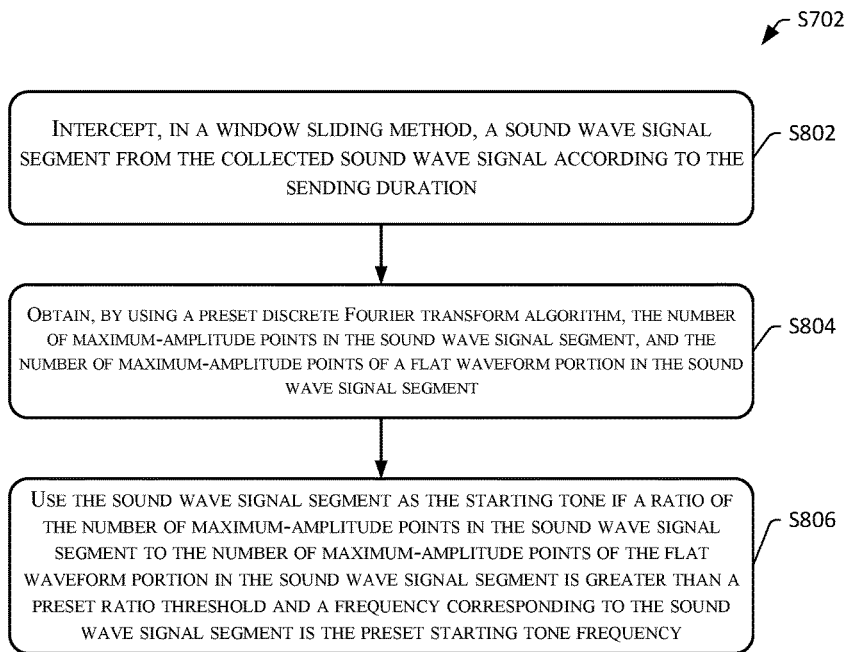 S702
INTERCEPT, IN A WINDOW SLIDING METHOD, A SOUND WAVE SIGNAL
SEGMENT FROM THE COLLECTED SOUND WAVE SIGNAL ACCORDING TO THE
SENDING DURATION
S802
OBTAIN, BY USING A PRESET DISCRETE FOURIER TRANSFORM ALGORITHM, THE NUMBER
OF MAXIMUM-AMPLITUDE POINTS IN THE SOUND WAVE SIGNAL SEGMENT, AND THE
NUMBER OF MAXIMUM-AMPLITUDE POINTS OF A FLAT WAVEFORM PORTION IN THE SOUND
WAVE SIGNAL SEGMENT
S804
USE THE SOUND WAVE SIGNAL SEGMENT AS THE STARTING TONE IF A RATIO OF
THE NUMBER OF MAXIMUM-AMPLITUDE POINTS IN THE SOUND WAVE SIGNAL
SEGMENT TO THE NUMBER OF MAXIMUM-AMPLITUDE POINTS OF THE FLAT
WAVEFORM PORTION IN THE SOUND WAVE SIGNAL SEGMENT IS GREATER THAN A
PRESET RATIO THRESHOLD AND A FREQUENCY CORRESPONDING TO THE SOUND
WAVE SIGNAL SEGMENT IS THE PRESET STARTING TONE FREQUENCY
S806